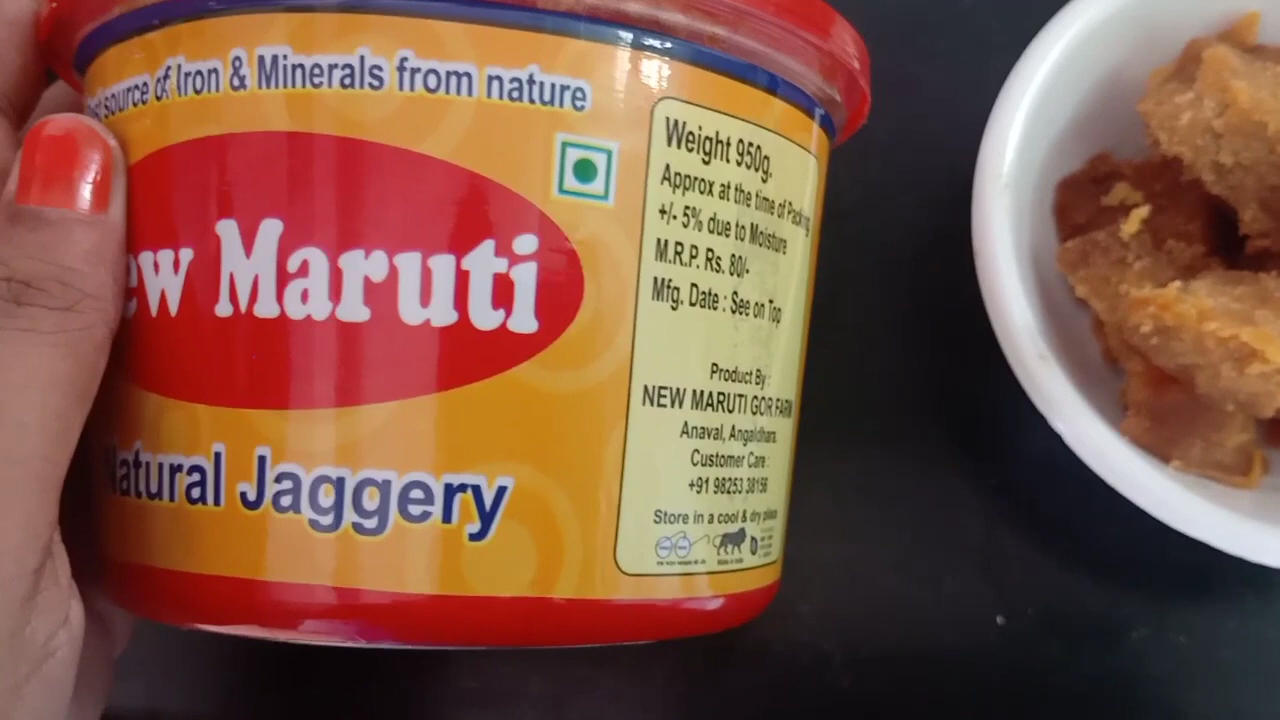 source of Iron & Minerals from nature
New Maruti
Natural Jaggery
Weight 950g.
Approx at the time of Packing
+/- 5% due to Moisture
M.R.P. Rs. 80/-
Mfg. Date : See on Top
Product By :
NEW MARUTI GOR FARM
Anaval, Angaldhara.
Customer Care :
+91 98253 38156
Store in a cool & dry place